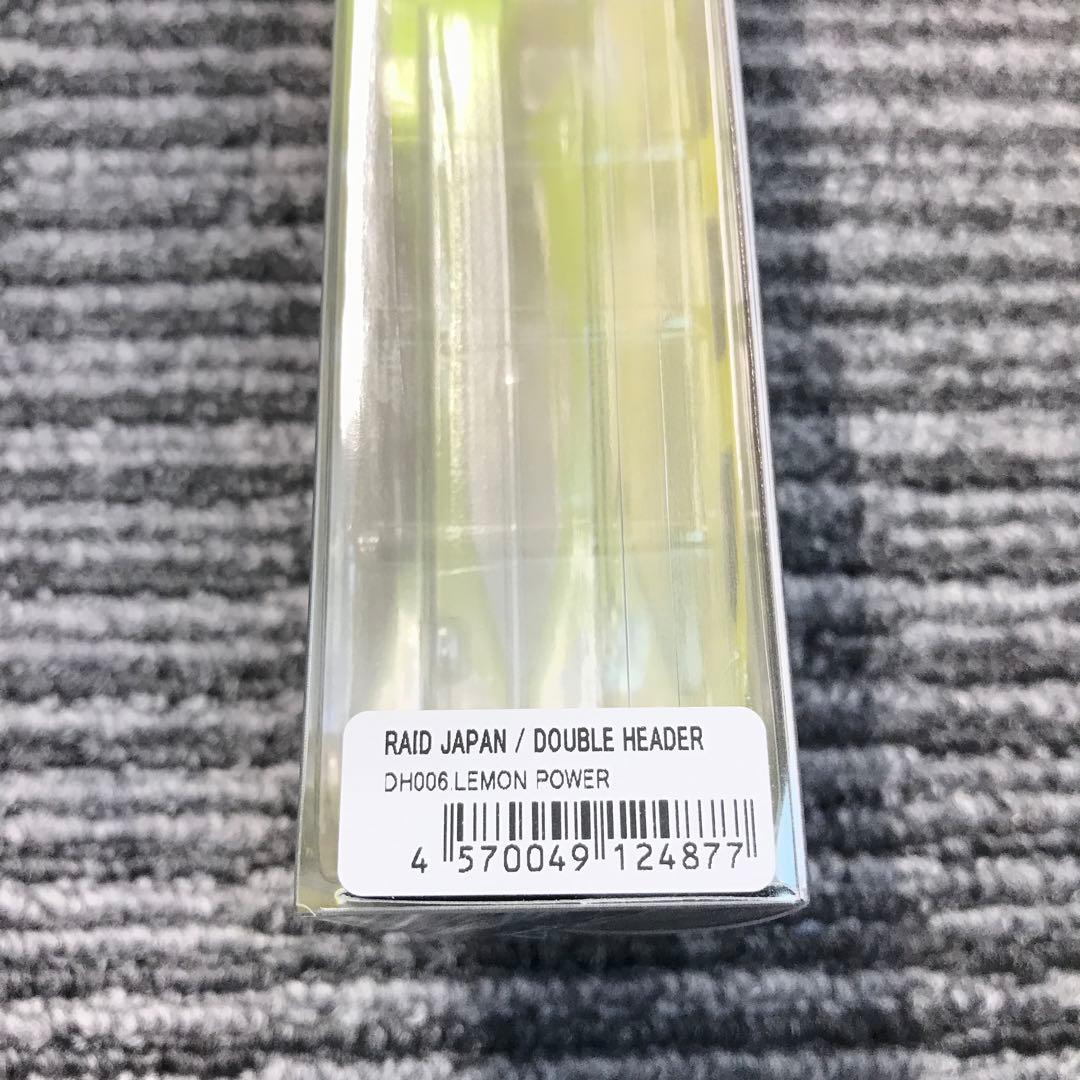 RAID JAPAN / DOUBLE HEADER
DH006.LEMON POWER
4 570049 124877